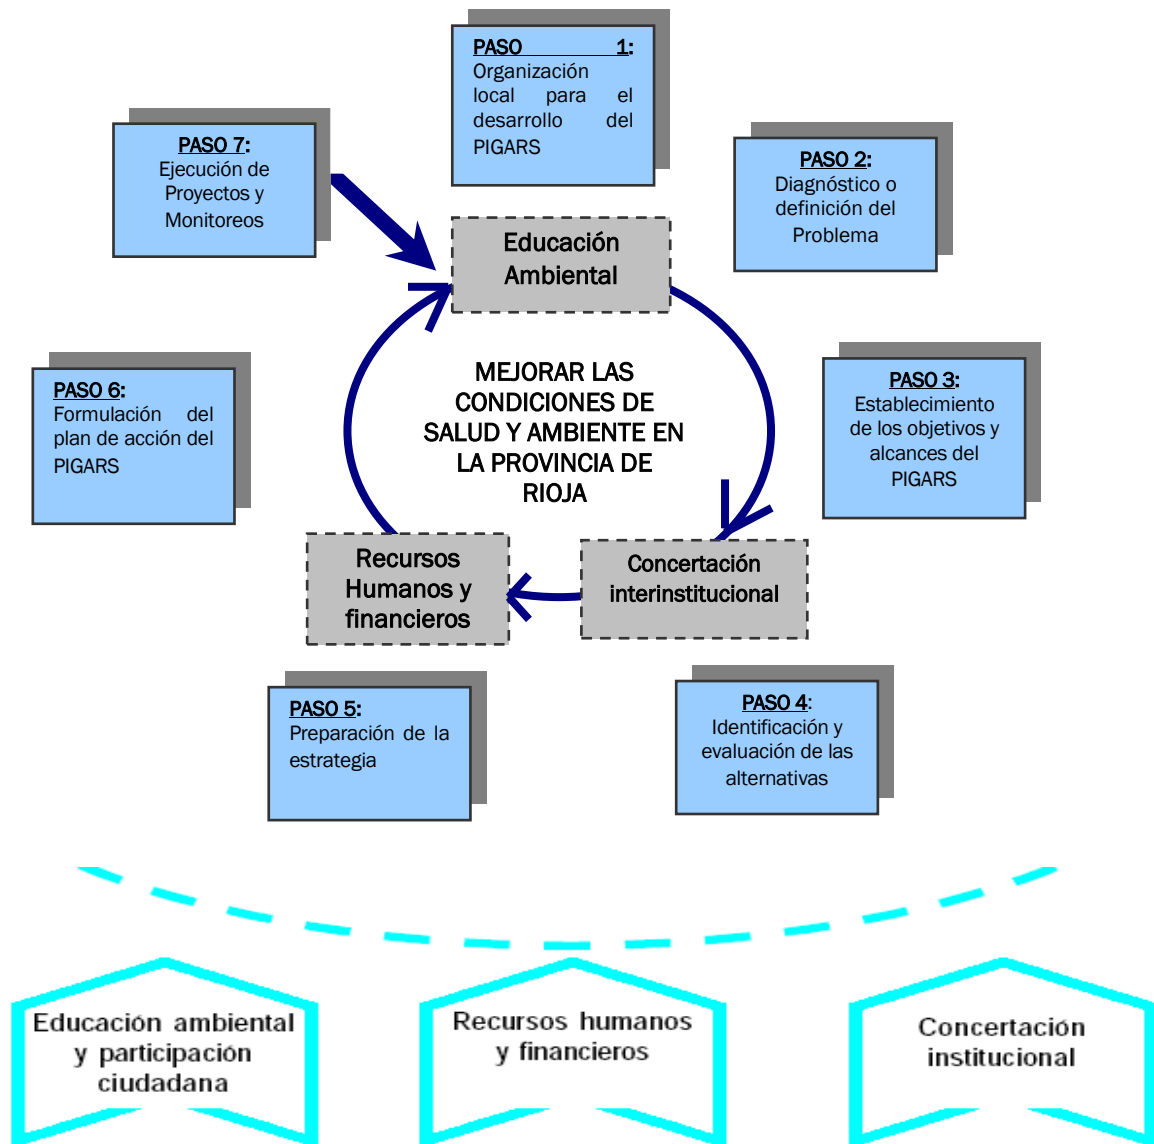 PASO 1:
Organización
local para el
desarrollo del
PIGARS
PASO 7:
Ejecución de
Proyectos y
Monitoreos
PASO 2:
Diagnóstico o
definición del
Problema
Educación
Ambiental
MEJORAR LAS
CONDICIONES DE
SALUD Y AMBIENTE EN
LA PROVINCIA DE
RIOJA
PASO 6:
Formulación del
plan de acción del
PIGARS
PASO 3:
Establecimiento
de los objetivos y
alcances del
PIGARS
Recursos
Humanos y
financieros
Concertación
interinstitucional
PASO 5:
Preparación de la
estrategia
PASO 4:
Identificación y
evaluación de las
alternativas
Educación ambiental
y participación
ciudadana
Recursos humanos
y financieros
Concertación
institucional